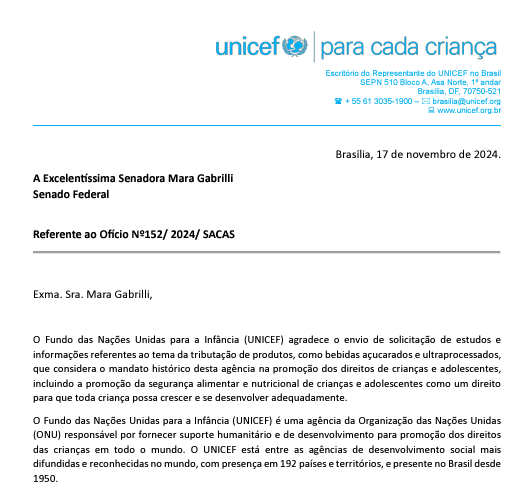 unicef | para cada criança
Escritório do Representante do UNICEF no Brasil
SEPN 510 Bloco A, Asa Norte, 1º andar
Brasília, DF, 70750-521
☎ + 55 61 3035-1900 – ✉ brasilia@unicef.org
💻 www.unicef.org.br
Brasília, 17 de novembro de 2024.
A Excelentíssima Senadora Mara Gabrilli
Senado Federal
Referente ao Ofício Nº152/ 2024/ SACAS
Exma. Sra. Mara Gabrilli,
O Fundo das Nações Unidas para a Infância (UNICEF) agradece o envio de solicitação de estudos e
informações referentes ao tema da tributação de produtos, como bebidas açucarados e ultraprocessados,
que considera o mandato histórico desta agência na promoção dos direitos de crianças e adolescentes,
incluindo a promoção da segurança alimentar e nutricional de crianças e adolescentes como um direito
para que toda criança possa crescer e se desenvolver adequadamente.
O Fundo das Nações Unidas para a Infância (UNICEF) é uma agência da Organização das Nações Unidas
(ONU) responsável por fornecer suporte humanitário e de desenvolvimento para promoção dos direitos
das crianças em todo o mundo. O UNICEF está entre as agências de desenvolvimento social mais
difundidas e reconhecidas no mundo, com presença em 192 países e territórios, e presente no Brasil desde
1950.